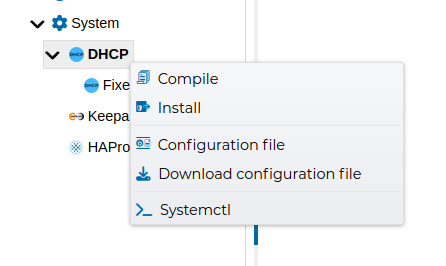 System
DHCP
Fixe
Keepa
HAPro
Compile
Install
Configuration file
Download configuration file
Systemctl